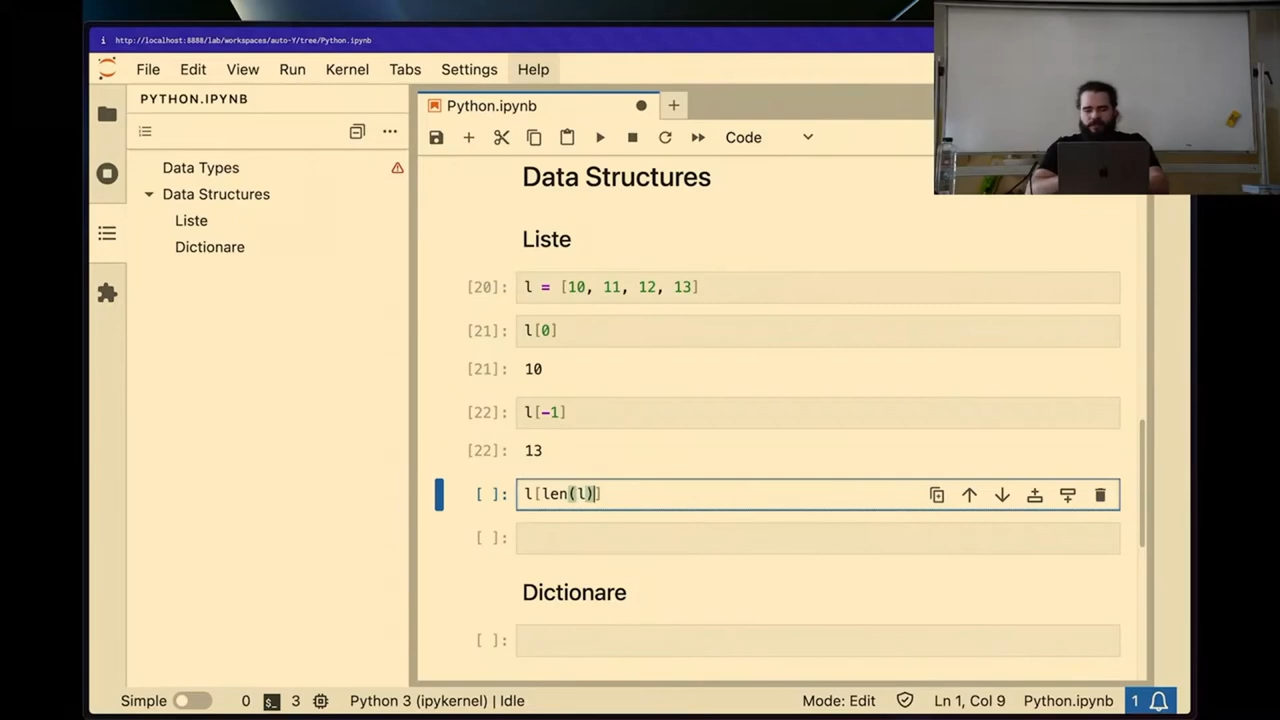 http://localhost:8888/lab/workspaces/auto-Y/tree/Python.ipynb
File Edit View Run Kernel Tabs Settings Help
PYTHON.IPYNB
Python.ipynb
Code
Data Types
Data Structures
Liste
Dictionare
Data Structures
Liste
[20]: l = [10, 11, 12, 13]
[21]: l[0]
[21]: 10
[22]: l[-1]
[22]: 13
[ ]: l[len(l)]
[ ]:
Dictionare
[ ]:
Simple 0 $_ 3 Python 3 (ipykernel) | Idle Mode: Edit Ln 1, Col 9 Python.ipynb 1